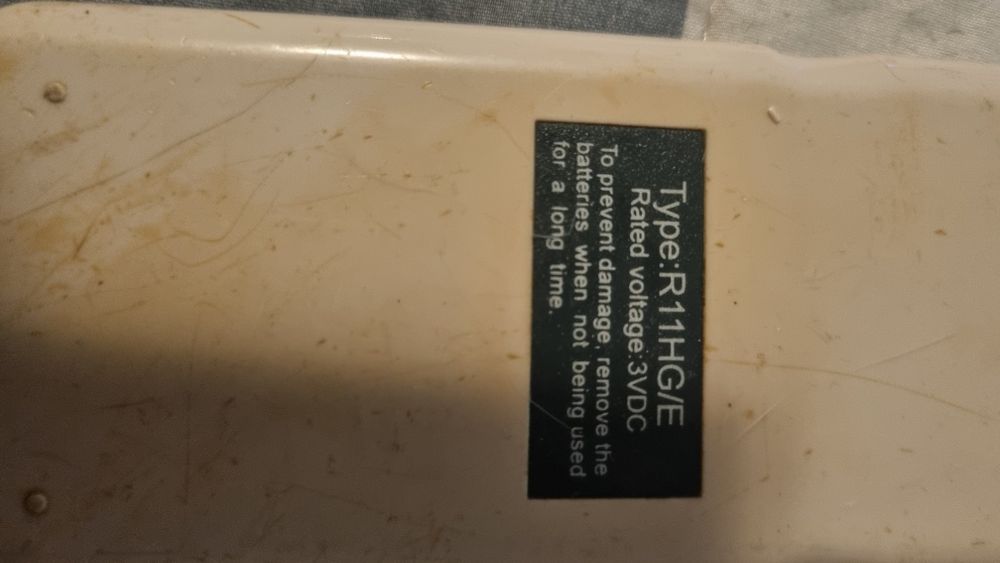 Type:R11HG/E
Rated voltage:3VDC
To prevent damage, remove the
batteries when not being used
for a long time.